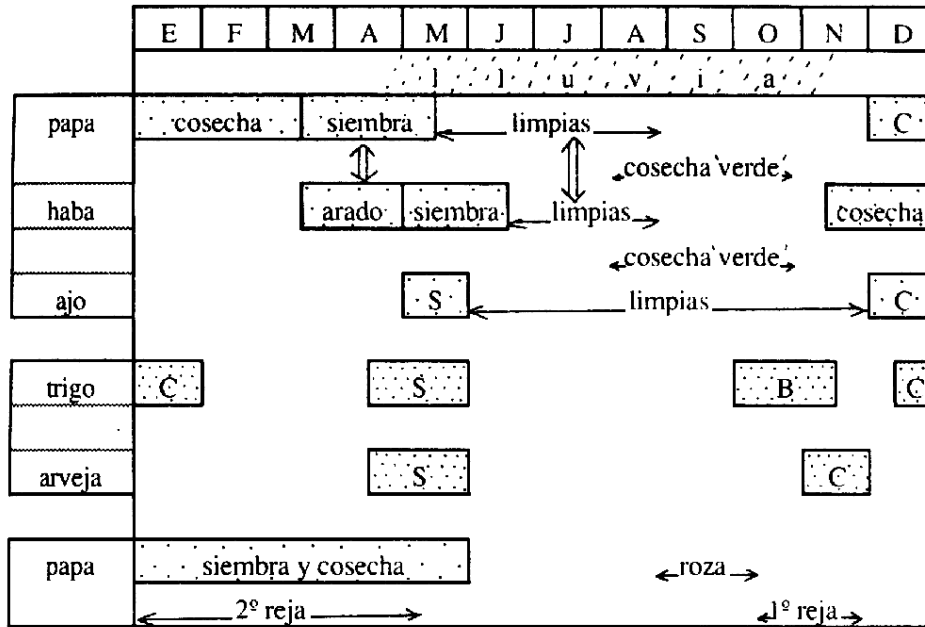 E F M A M J J A S O N D
l l u v i a
papa cosecha siembra limpias C
cosecha 'verde'
haba arado siembra limpias cosecha
cosecha 'verde'
ajo S limpias C
trigo C S B C
arveja S C
papa siembra y cosecha roza
2º reja 1º reja